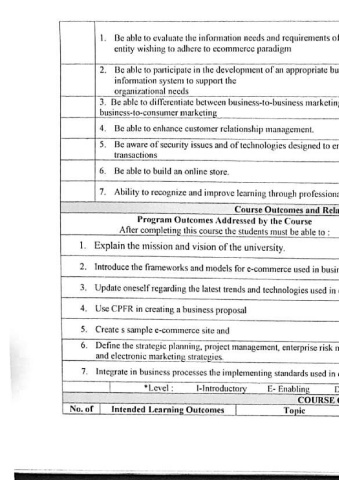 1. Be able to evaluate the information needs and requirements of
entity wishing to adhere to ecommerce paradigm
2. Be able to participate in the development of an appropriate bu
information system to support the
organizational needs
3. Be able to differentiate between business-to-business marketing
business-to-consumer marketing
4. Be able to enhance customer relationship management.
5. Be aware of security issues and of technologies designed to en
transactions
6. Be able to build an online store.
7. Ability to recognize and improve learning through professiona
Course Outcomes and Rela
Program Outcomes Addressed by the Course
After completing this course the students must be able to :
1. Explain the mission and vision of the university.
2. Introduce the frameworks and models for e-commerce used in busin
3. Update oneself regarding the latest trends and technologies used in
4. Use CPFR in creating a business proposal
5. Create s sample e-commerce site and
6. Define the strategic planning, project management, enterprise risk m
and electronic marketing strategies.
7. Integrate in business processes the implementing standards used in
*Level : I-Introductory E- Enabling
COURSE
No. of Intended Learning Outcomes Topic